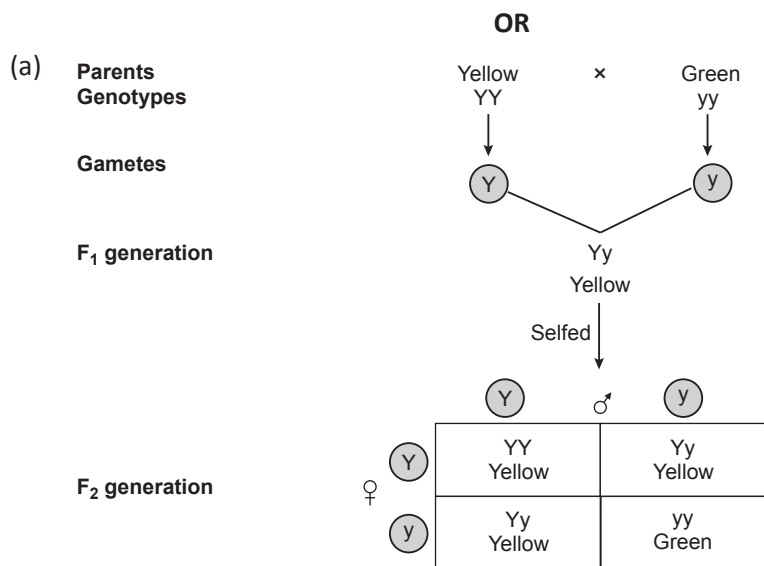 OR
(a) Parents Yellow × Green
Genotypes YY yy
Gametes Y y
F₁ generation Yy
Yellow
Selfed
Y ♂ y
Y YY Yy
Yellow Yellow
F₂ generation ♀
y Yy yy
Yellow Green